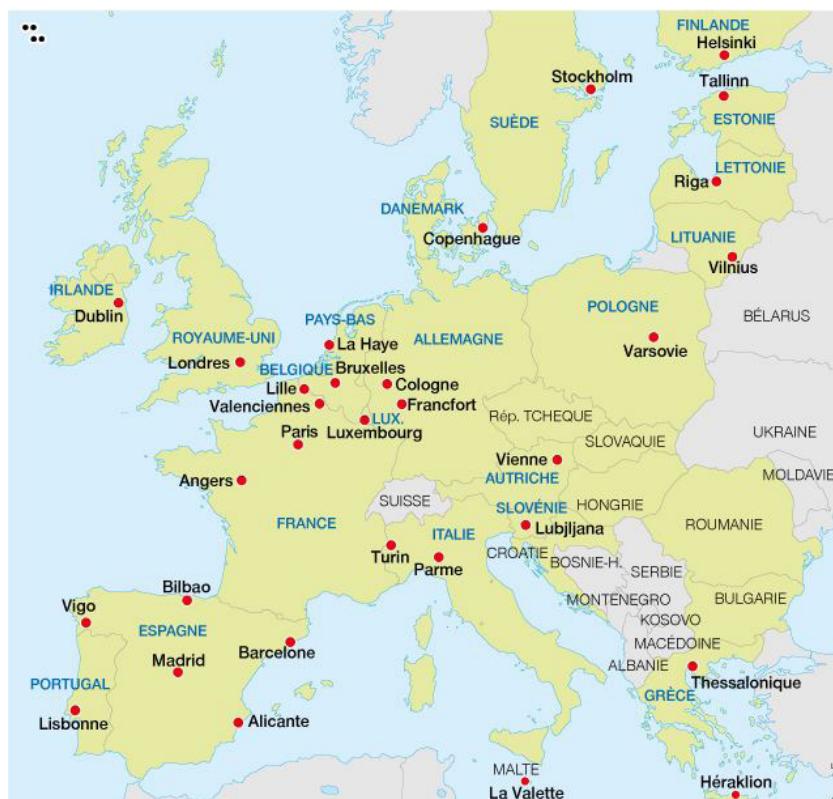 FINLANDE
Helsinki
Stockholm
Tallinn
SUÈDE
ESTONIE
LETTONIE
Riga
DANEMARK
Copenhague
LITUANIE
Vilnius
IRLANDE
Dublin
PAYS-BAS
POLOGNE
BÉLARUS
ROYAUME-UNI
La Haye
ALLEMAGNE
Varsovie
Londres
BELGIQUE
Bruxelles
Lille
Cologne
Valenciennes
Francfort
LUX.
Luxembourg
Rép. TCHEQUE
Paris
SLOVAQUIE
UKRAINE
Vienne
MOLDAVIE
Angers
AUTRICHE
SUISSE
SLOVÉNIE
HONGRIE
FRANCE
ITALIE
Lubjljana
ROUMANIE
Turin
Parme
CROATIE
BOSNIE-H.
SERBIE
Bilbao
MONTENEGRO
BULGARIE
Vigo
KOSOVO
ESPAGNE
MACÉDOINE
Barcelone
Madrid
ALBANIE
PORTUGAL
Thessalonique
GRÈCE
Lisbonne
Alicante
MALTE
La Valette
Héraklion